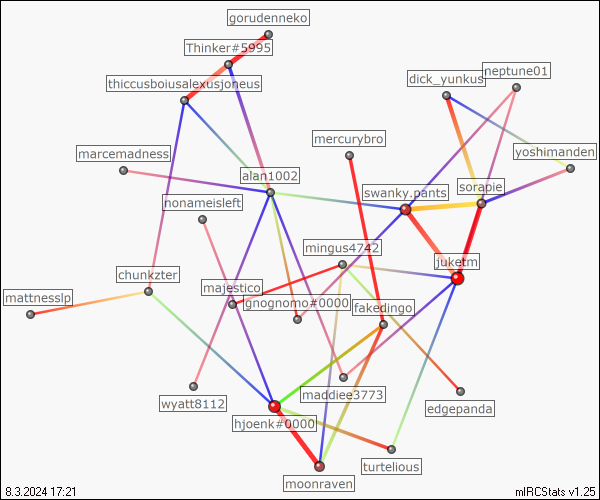 gorudenneko
Thinker#5995
neptune01
dick_yunkus
thiccusboiusalexusjoneus
mercurybro
marcemadness
yoshimanden
alan1002
sorapie
swanky.pants
nonameisleft
mingus4742
juketm
chunkzter
majestico
mattnesslp
gnognomo#0000
fakedingo
maddiee3773
wyatt8112
edgepanda
hjoenk#0000
turtelious
moonraven
8.3.2024 17:21
mIRCStats v1.25